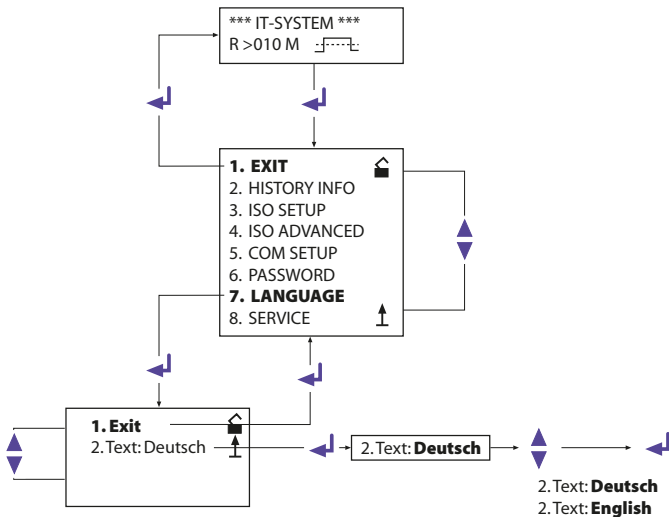 *** IT-SYSTEM ***
R >010 M
1. EXIT
2. HISTORY INFO
3. ISO SETUP
4. ISO ADVANCED
5. COM SETUP
6. PASSWORD
7. LANGUAGE
8. SERVICE
1. Exit
2. Text: Deutsch
2. Text: Deutsch
2. Text: Deutsch
2. Text: English